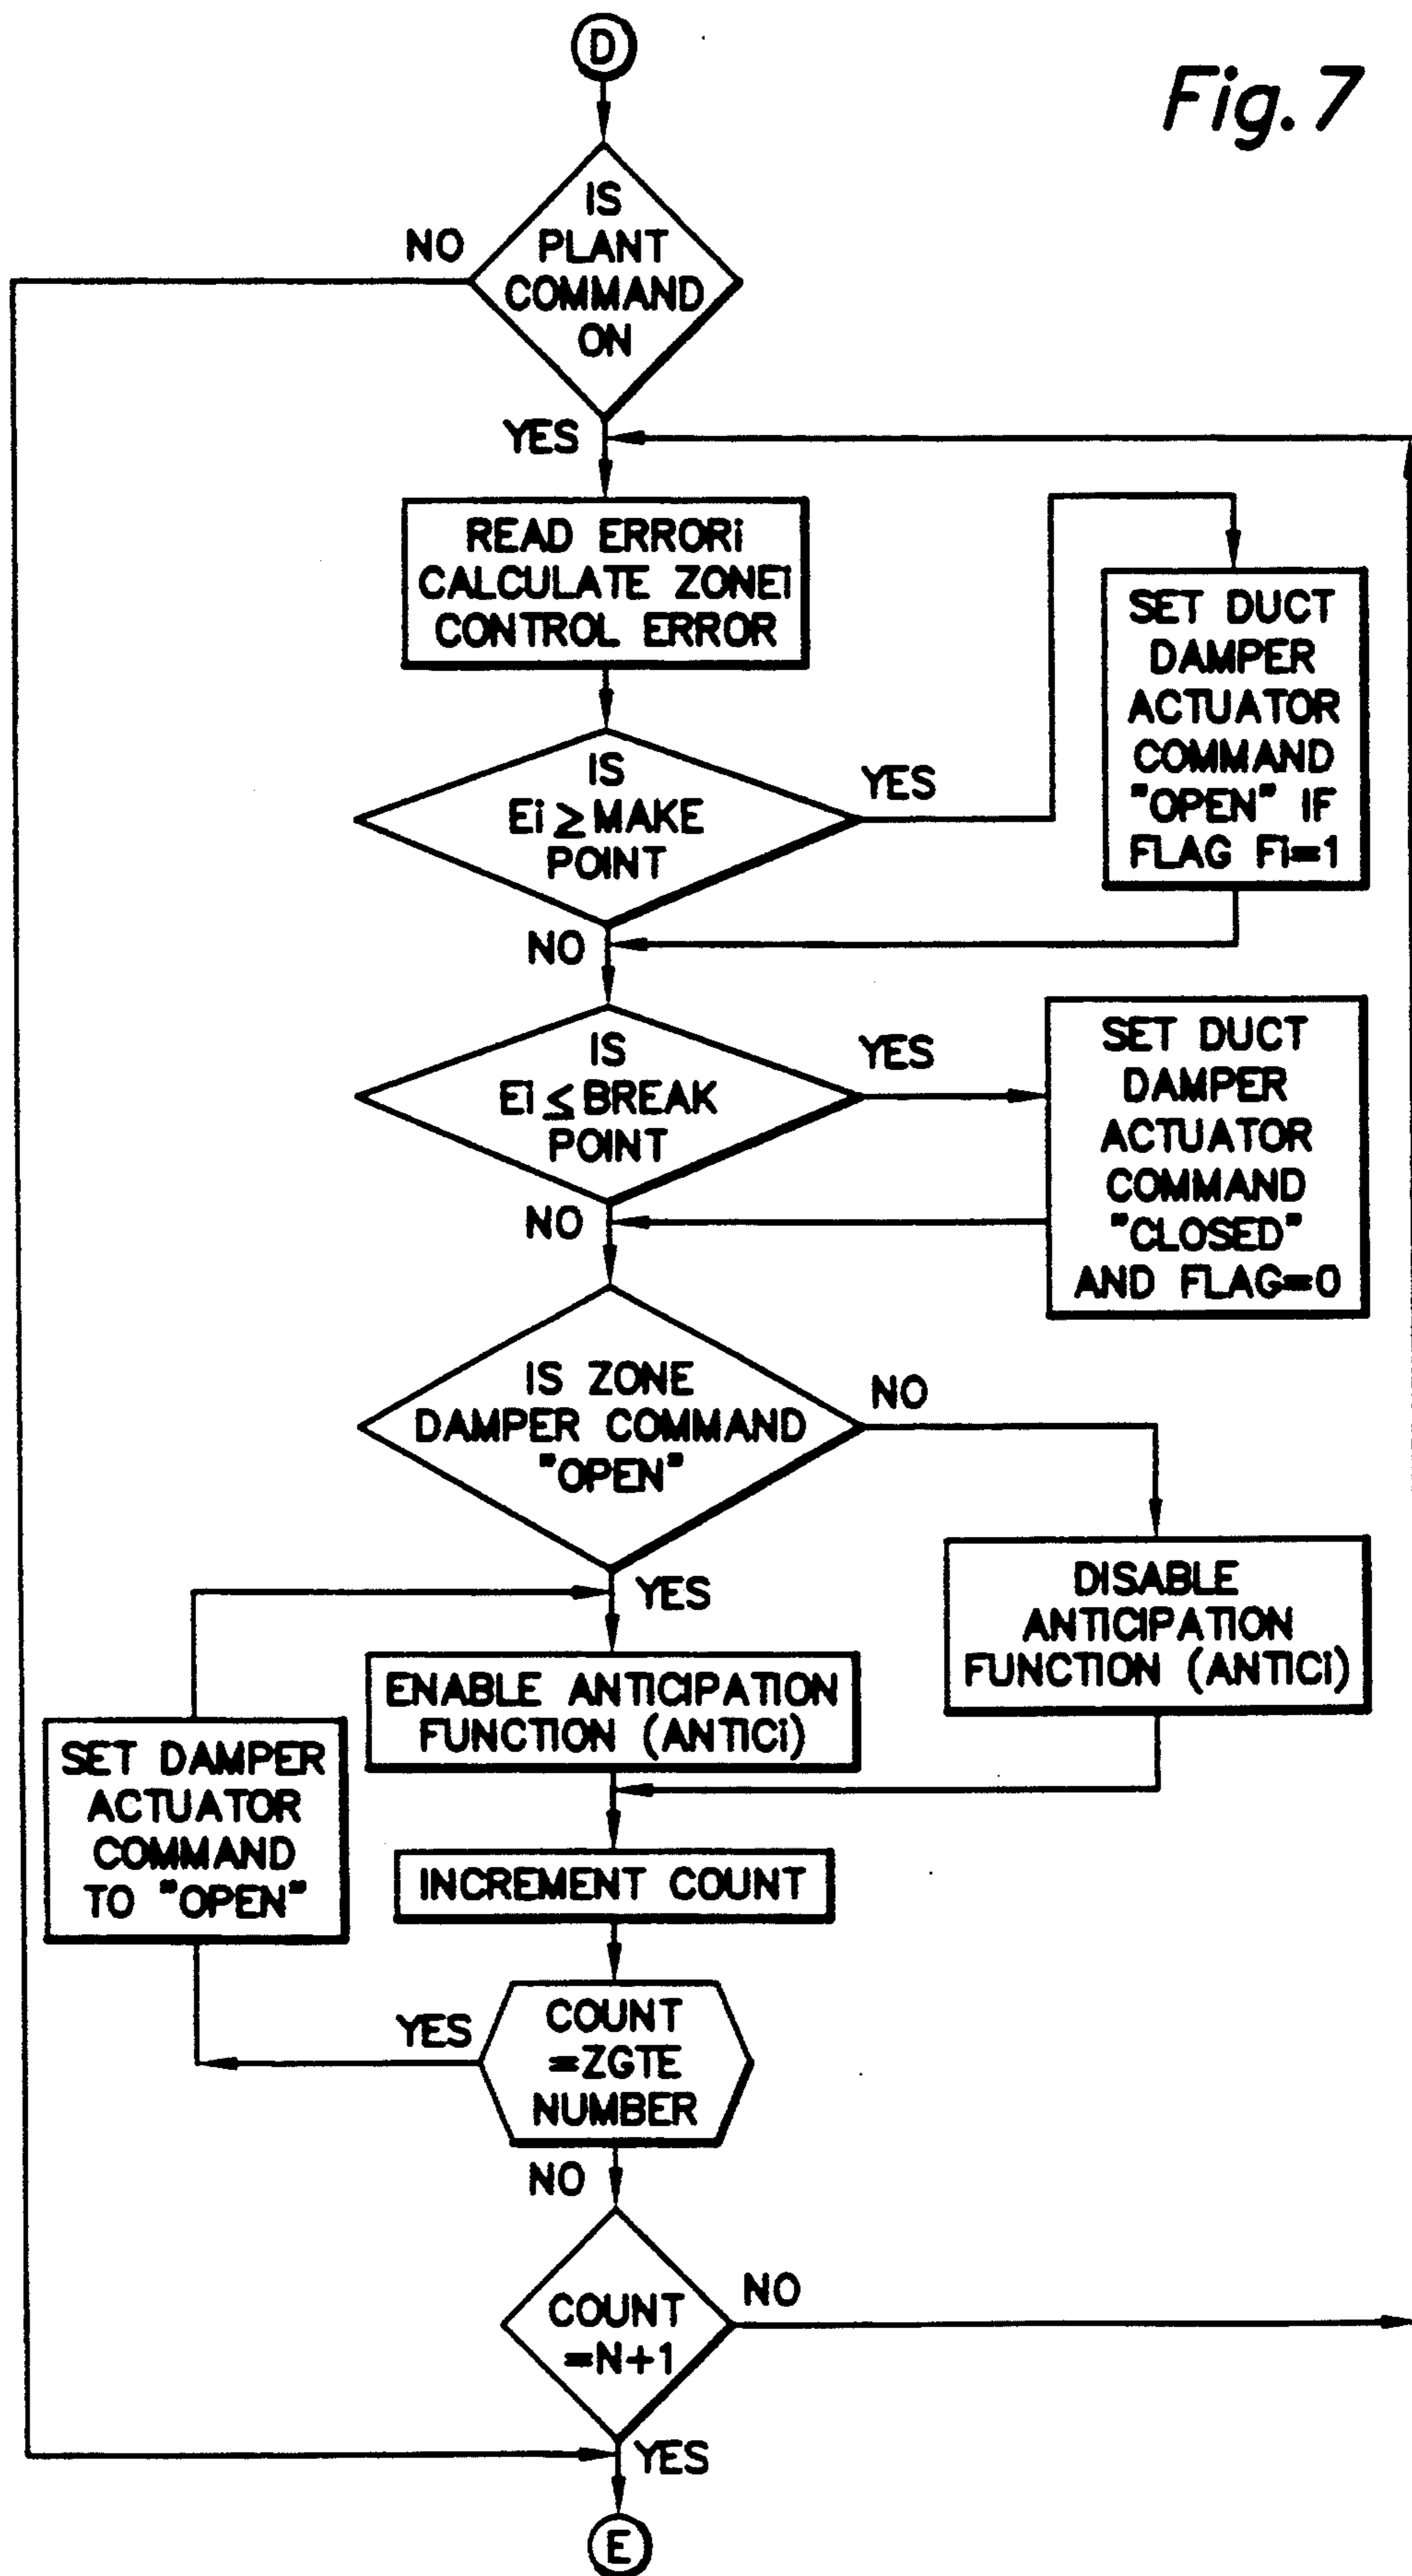 Fig. 7
D
IS
PLANT
COMMAND
ON
NO
YES
READ ERRORi
CALCULATE ZONEi
CONTROL ERROR
IS
Ei ≥ MAKE
POINT
YES
NO
SET DUCT
DAMPER
ACTUATOR
COMMAND
"OPEN" IF
FLAG Fi=1
IS
Ei ≤ BREAK
POINT
YES
NO
SET DUCT
DAMPER
ACTUATOR
COMMAND
"CLOSED"
AND FLAG=0
IS ZONE
DAMPER COMMAND
"OPEN"
NO
YES
DISABLE
ANTICIPATION
FUNCTION (ANTICi)
ENABLE ANTICIPATION
FUNCTION (ANTICi)
SET DAMPER
ACTUATOR
COMMAND
TO "OPEN"
INCREMENT COUNT
COUNT
=ZGTE
NUMBER
YES
NO
COUNT
=N+1
NO
YES
E